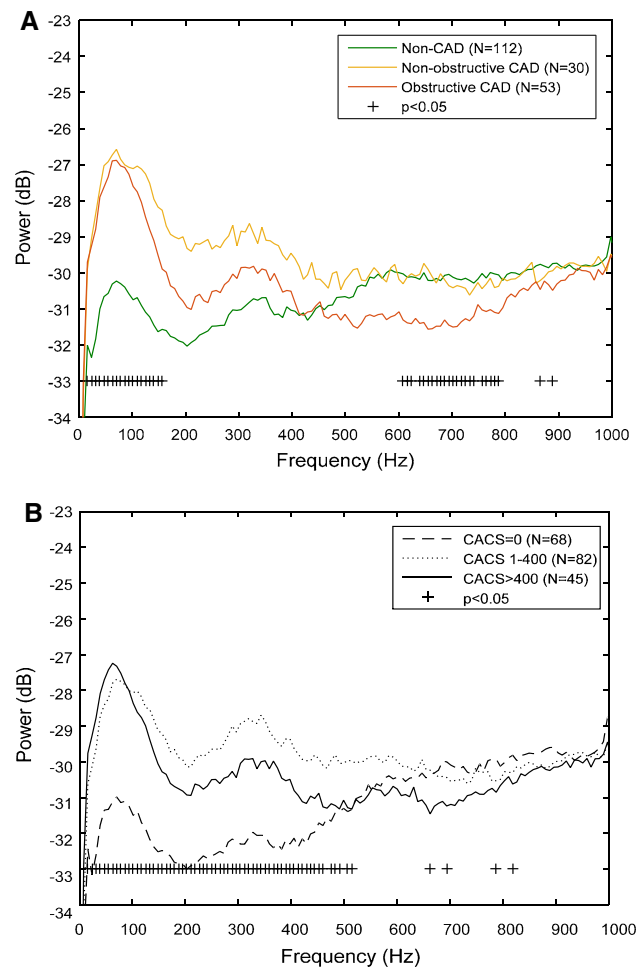 A
-23
-24
-25
-26
-27
-28
-29
-30
-31
-32
-33
-34
Power (dB)
Non-CAD (N=112)
Non-obstructive CAD (N=30)
Obstructive CAD (N=53)
p<0.05
0 100 200 300 400 500 600 700 800 900 1000
Frequency (Hz)
B
-23
-24
-25
-26
-27
-28
-29
-30
-31
-32
-33
-34
Power (dB)
CACS=0 (N=68)
CACS 1-400 (N=82)
CACS>400 (N=45)
p<0.05
0 100 200 300 400 500 600 700 800 900 1000
Frequency (Hz)